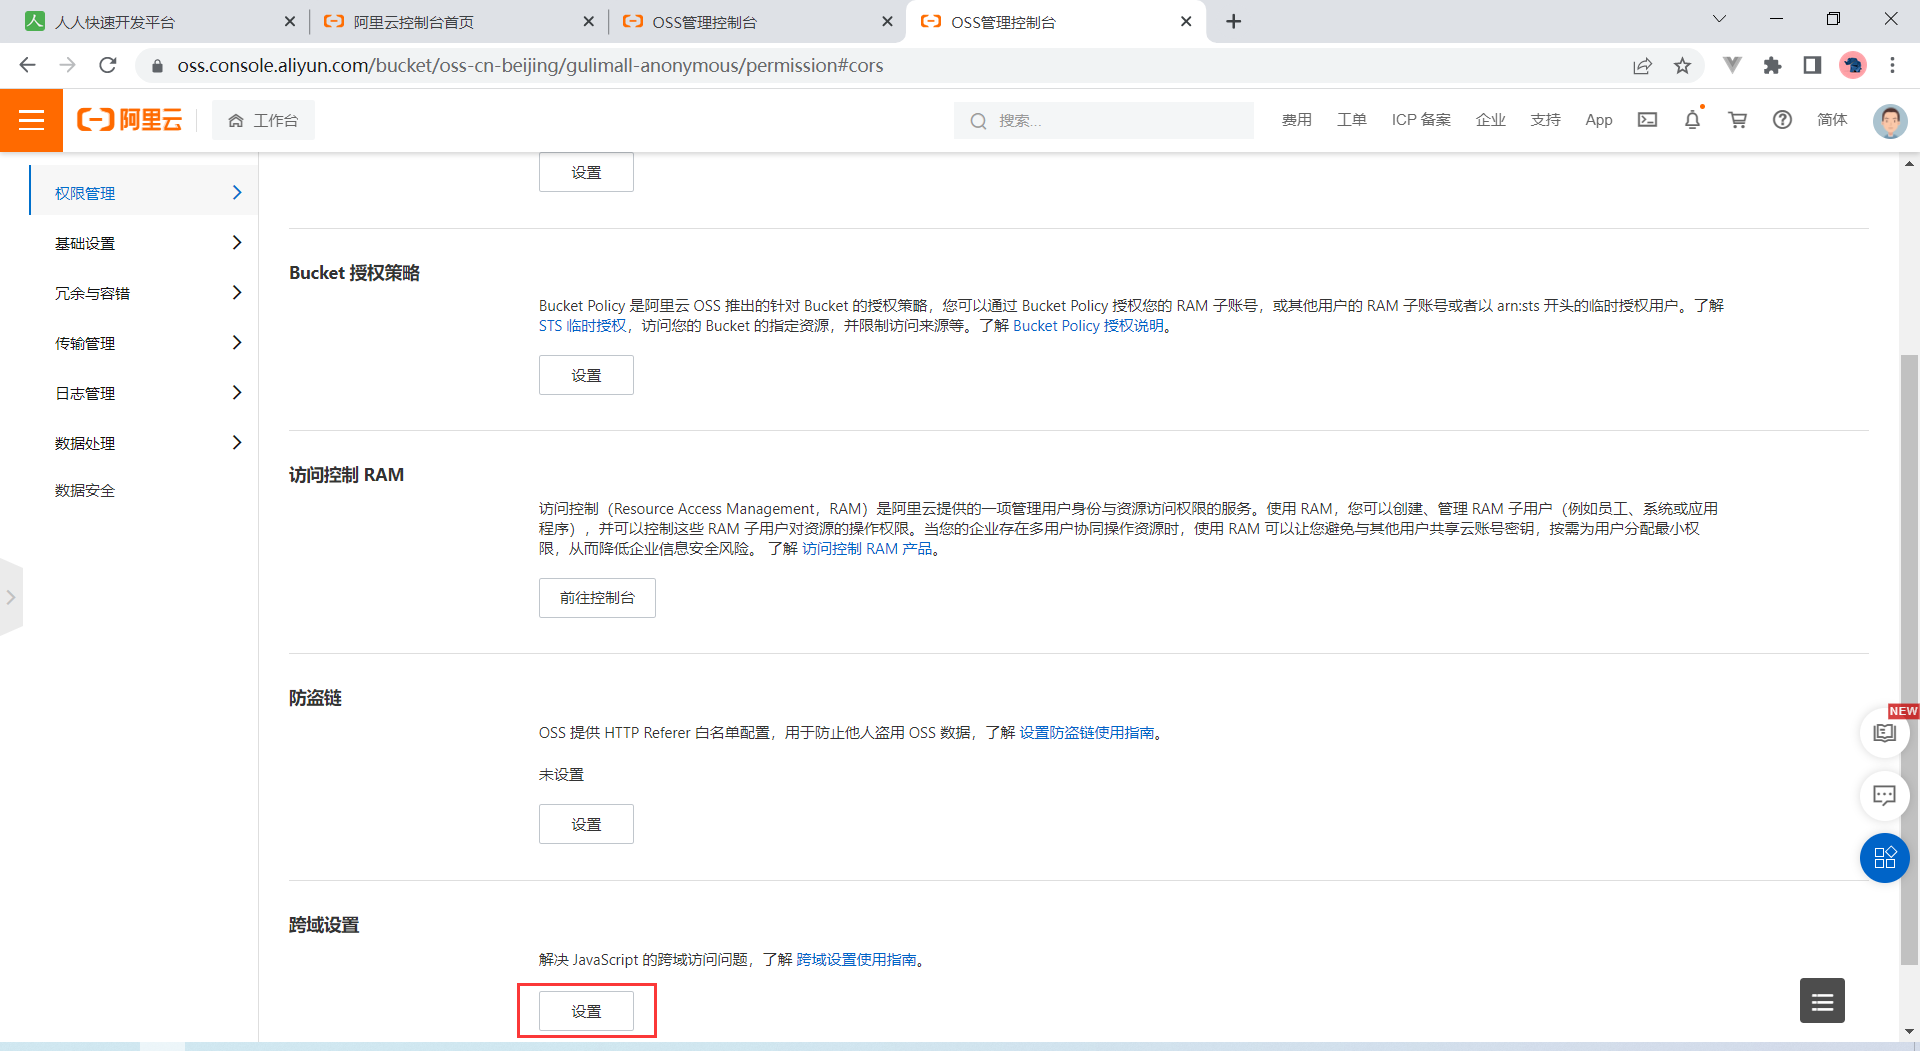 人人快速开发平台
阿里云控制台首页
OSS管理控制台
OSS管理控制台
oss.console.aliyun.com/bucket/oss-cn-beijing/gulimall-anonymous/permission#cors
阿里云
工作台
搜索...
费用
工单
ICP 备案
企业
支持
App
简体
权限管理
基础设置
冗余与容错
传输管理
日志管理
数据处理
数据安全
设置
Bucket 授权策略
Bucket Policy 是阿里云 OSS 推出的针对 Bucket 的授权策略，您可以通过 Bucket Policy 授权您的 RAM 子账号，或其他用户的 RAM 子账号或者以 arn:sts 开头的临时授权用户。了解
STS 临时授权，访问您的 Bucket 的指定资源，并限制访问来源等。了解 Bucket Policy 授权说明。
设置
访问控制 RAM
访问控制（Resource Access Management，RAM）是阿里云提供的一项管理用户身份与资源访问权限的服务。使用 RAM，您可以创建、管理 RAM 子用户（例如员工、系统或应用
程序），并可以控制这些 RAM 子用户对资源的操作权限。当您的企业存在多用户协同操作资源时，使用 RAM 可以让您避免与其他用户共享云账号密钥，按需为用户分配最小权
限，从而降低企业信息安全风险。 了解 访问控制 RAM 产品。
前往控制台
防盗链
OSS 提供 HTTP Referer 白名单配置，用于防止他人盗用 OSS 数据，了解 设置防盗链使用指南。
未设置
设置
跨域设置
解决 JavaScript 的跨域访问问题，了解 跨域设置使用指南。
设置
NEW